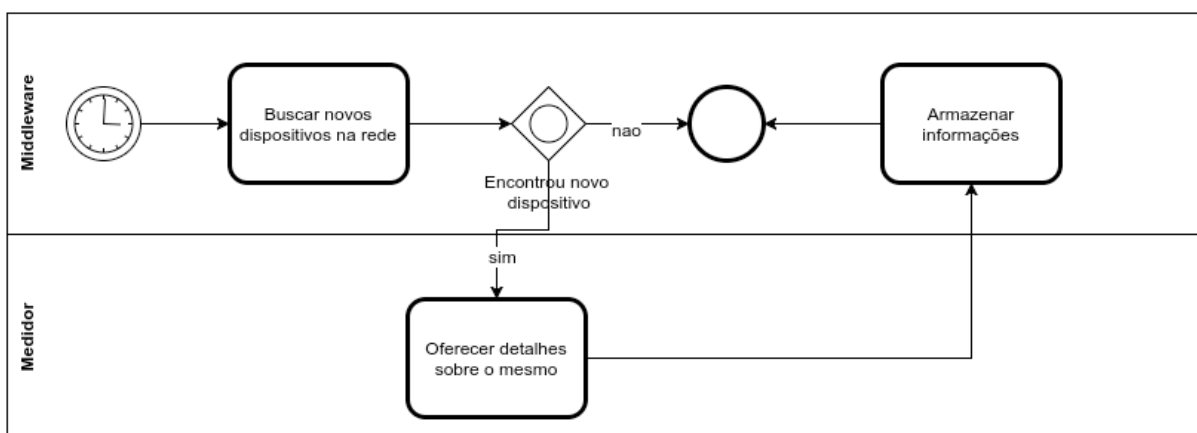 Middleware
Buscar novos
dispositivos na rede
nao
Armazenar
informações
Encontrou novo
dispositivo
sim
Medidor
Oferecer detalhes
sobre o mesmo